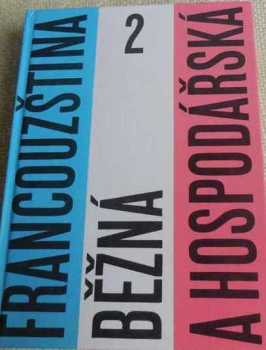 FRANCOUZŠTINA
2
BĚŽNÁ
A HOSPODÁŘSKÁ